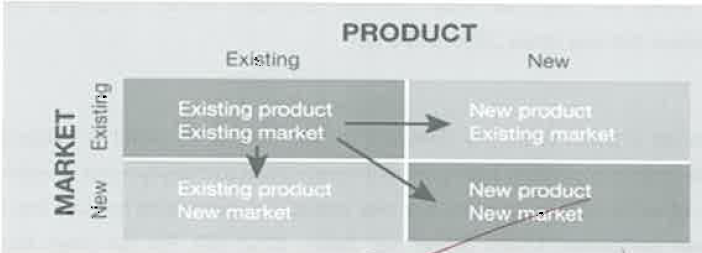 PRODUCT
Existing
New
MARKET
Existing
New
Existing product
Existing market
New product
Existing market
Existing product
New market
New product
New market